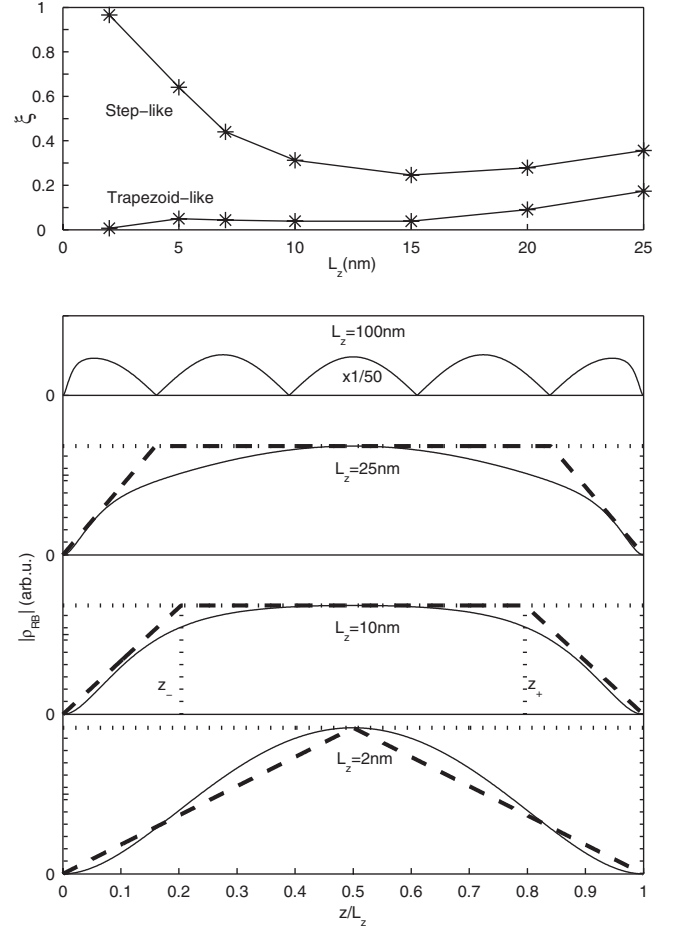 1
0.8
0.6
0.4
0.2
0
ξ
Step−like
Trapezoid−like
0 5 10 15 20 25
L_z(nm)
L_z=100nm
x1/50
0
L_z=25nm
0
|ρ_RB| (arb.u.)
L_z=10nm
z_− z_+
0
L_z=2nm
0
0 0.1 0.2 0.3 0.4 0.5 0.6 0.7 0.8 0.9 1
z/L_z